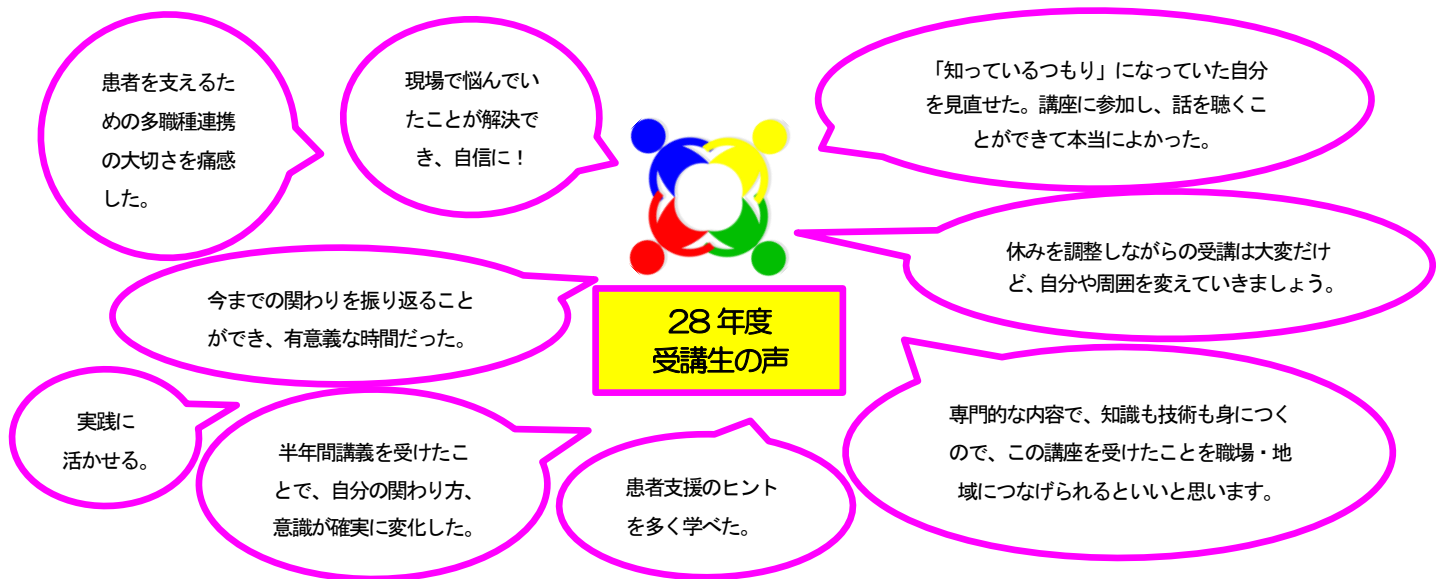 患者を支えるた
めの多職種連携
の大切さを痛感
した。
現場で悩んでい
たことが解決で
き、自信に！
「知っているつもり」になっていた自分
を見直せた。講座に参加し、話を聴くこ
とができて本当によかった。
休みを調整しながらの受講は大変だけ
ど、自分や周囲を変えていきましょう。
今までの関わりを振り返ること
ができ、有意義な時間だった。
28 年度
受講生の声
実践に
活かせる。
半年間講義を受けたこ
とで、自分の関わり方、
意識が確実に変化した。
患者支援のヒント
を多く学べた。
専門的な内容で、知識も技術も身につく
ので、この講座を受けたことを職場・地
域につなげられるといいと思います。